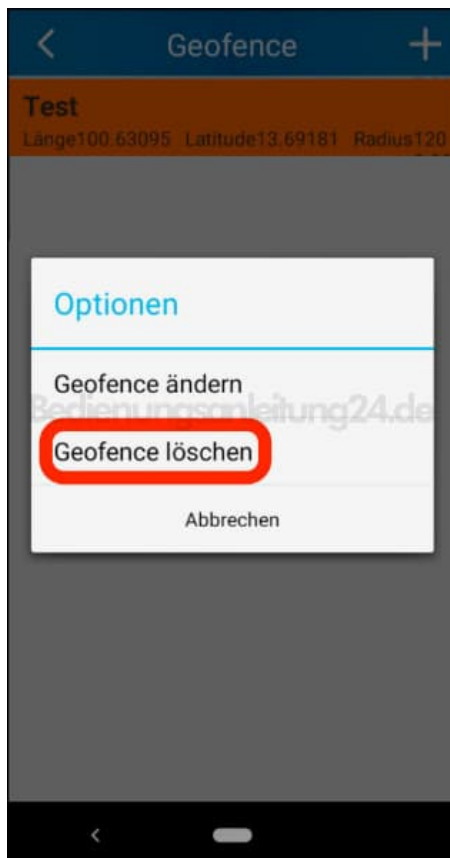 Geofence
Test
Länge100.63095 Latitude13.69181 Radius120
Optionen
Geofence ändern
Bedienungsanleitung24.de
Geofence löschen
Abbrechen